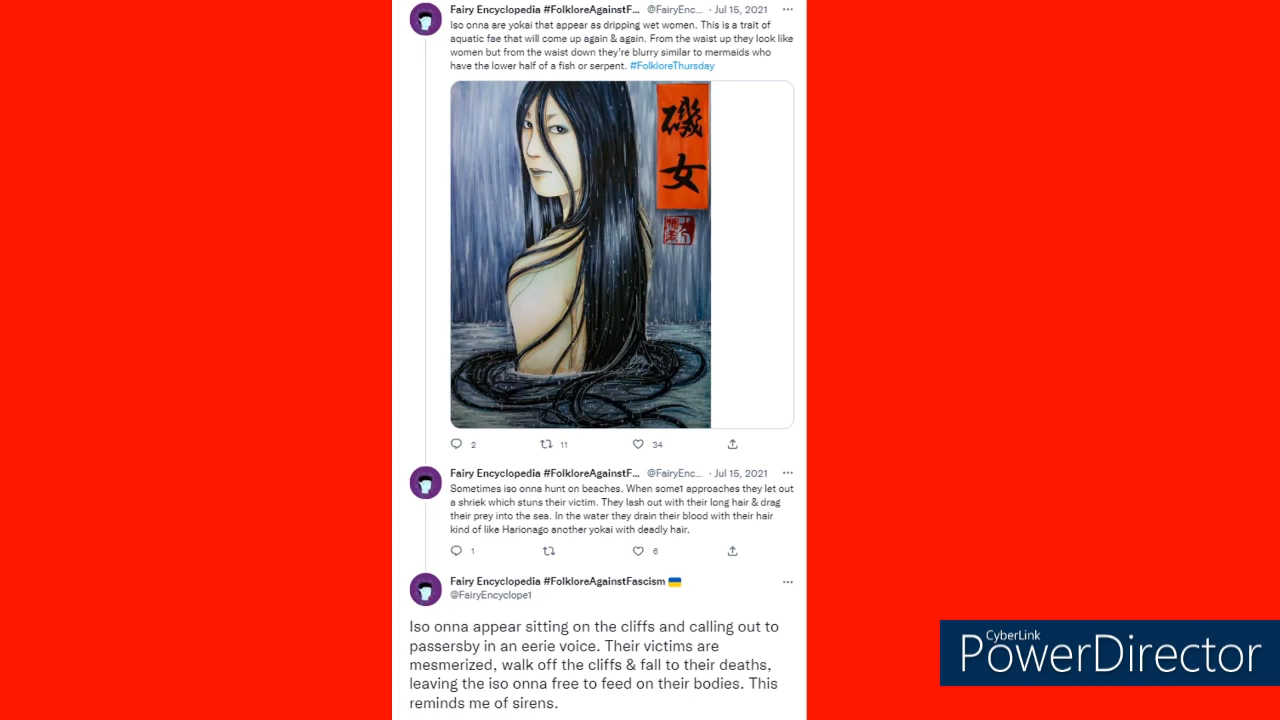 Fairy Encyclopedia #FolkloreAgainstF... @FairyEnc... · Jul 15, 2021 ...
Iso onna are yokai that appear as dripping wet women. This is a trait of
aquatic fae that will come up again & again. From the waist up they look like
women but from the waist down they're blurry similar to mermaids who
have the lower half of a fish or serpent. #FolkloreThursday
磯
女
2 11 34
Fairy Encyclopedia #FolkloreAgainstF... @FairyEnc... · Jul 15, 2021 ...
Sometimes iso onna hunt on beaches. When some1 approaches they let out
a shriek which stuns their victim. They lash out with their long hair & drag
their prey into the sea. In the water they drain their blood with their hair
kind of like Harionago another yokai with deadly hair.
1 6
Fairy Encyclopedia #FolkloreAgainstFascism 🇺🇦 ...
@FairyEncyclope1
Iso onna appear sitting on the cliffs and calling out to
passersby in an eerie voice. Their victims are
mesmerized, walk off the cliffs & fall to their deaths,
leaving the iso onna free to feed on their bodies. This
reminds me of sirens.
CyberLink
PowerDirector